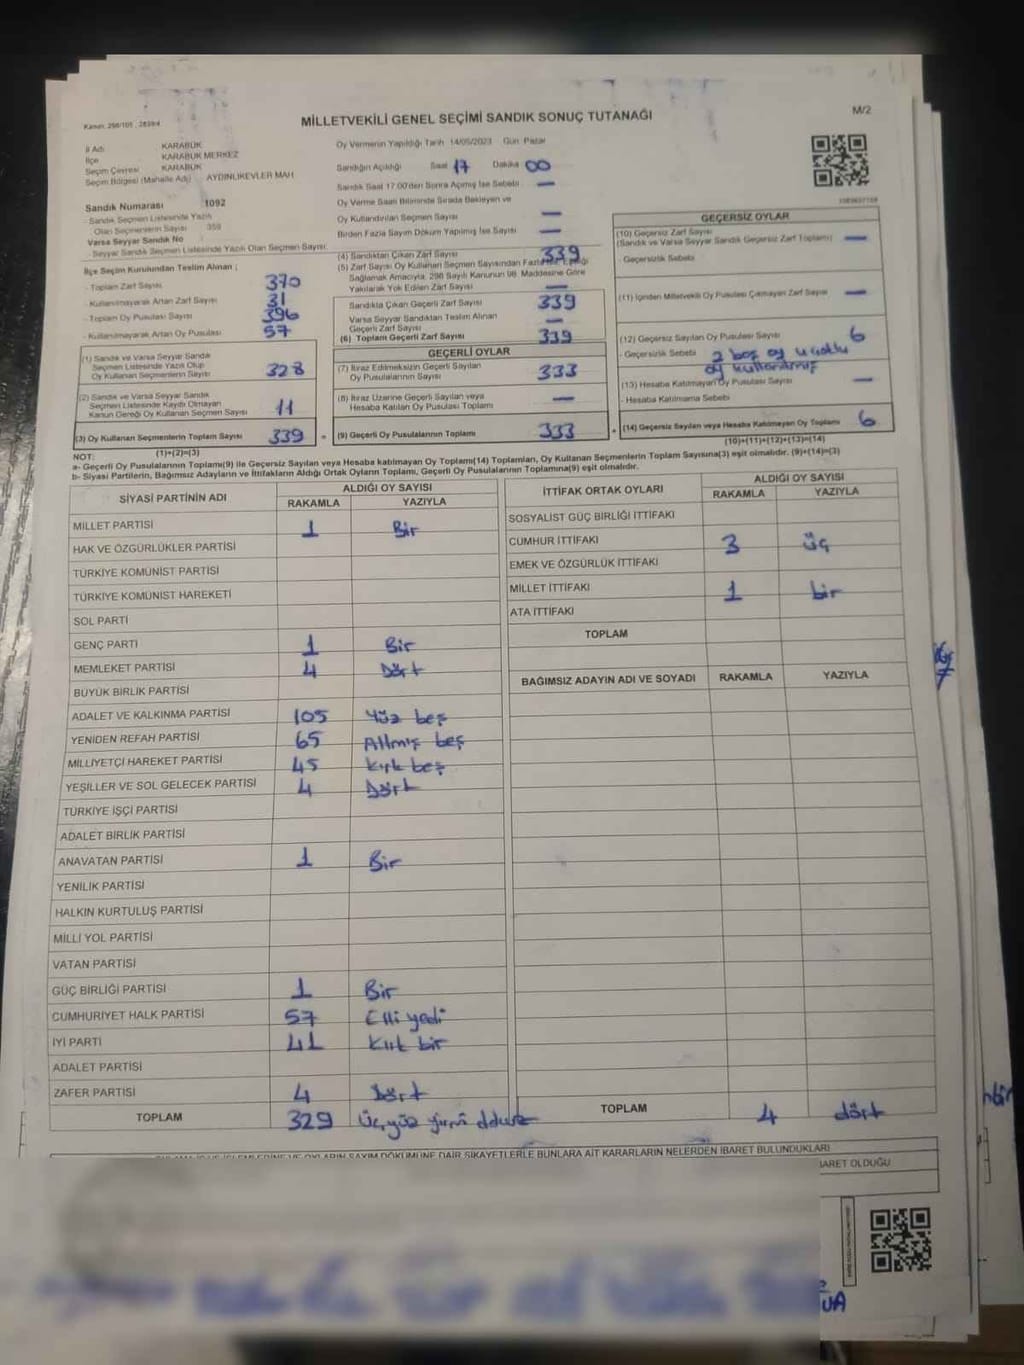 MİLLETVEKİLİ GENEL SEÇİMİ SANDIK SONUÇ TUTANAĞI
M/2
İl Adı KARABÜK
İlçe KARABÜK MERKEZ
Seçim Çevresi KARABÜK
Seçim Bölgesi (Mahalle Adı) AYDINLIKEVLER MAH
Sandık Numarası 1092
Sandık Seçmen Listesinde Yazılı
Olan Seçmenlerin Sayısı 359
Varsa Seyyar Sandık No
- Seyyar Sandık Seçmen Listesinde Yazılı Olan Seçmen Sayısı:
İlçe Seçim Kurulundan Teslim Alınan ;
- Toplam Zarf Sayısı 370
- Kullanılmayarak Artan Zarf Sayısı 31
- Toplam Oy Pusulası Sayısı 396
- Kullanılmayarak Artan Oy Pusulası 57
(1) Sandık ve Varsa Seyyar Sandık
Seçmen Listesinde Yazılı Olup
Oy Kullanan Seçmenlerin Sayısı 328
(2) Sandık ve Varsa Seyyar Sandık
Seçmen Listesinde Kaydı Olmayan
Kanun Gereği Oy Kullanan Seçmen Sayısı 11
(3) Oy Kullanan Seçmenlerin Toplam Sayısı 339 =
(1)+(2)=(3)
Oy Vermenin Yapıldığı Tarih 14/05/2023 Gün Pazar
Sandığın Açıldığı Saat 17 Dakika 00
Sandık Saat 17:00'den Sonra Açılmış İse Sebebi —
Oy Verme Saati Bitiminde Sırada Bekleyen ve
Oy Kullandırılan Seçmen Sayısı —
Birden Fazla Sayım Döküm Yapılmış İse Sayısı —
(4) Sandıktan Çıkan Zarf Sayısı 339
(5) Zarf Sayısı Oy Kullanan Seçmen Sayısından Fazla
Sağlamak Amacıyla, 298 Sayılı Kanunun 98. Maddesine Göre
Yakılarak Yok Edilen Zarf Sayısı —
Sandıkta Çıkan Geçerli Zarf Sayısı 339
Varsa Seyyar Sandıktan Teslim Alınan
Geçerli Zarf Sayısı —
(6) Toplam Geçerli Zarf Sayısı 339
GEÇERLİ OYLAR
(7) İtiraz Edilmeksizin Geçerli Sayılan
Oy Pusulalarının Sayısı 333
(8) İtiraz Üzerine Geçerli Sayılan veya
Hesaba Katılan Oy Pusulası Toplamı —
(9) Geçerli Oy Pusulalarının Toplamı 333 +
GEÇERSİZ OYLAR
(10) Geçersiz Zarf Sayısı
(Sandık ve Varsa Seyyar Sandık Geçersiz Zarf Toplamı) —
- Geçersizlik Sebebi
(11) İçinden Milletvekili Oy Pusulası Çıkmayan Zarf Sayısı —
(12) Geçersiz Sayılan Oy Pusulası Sayısı 6
- Geçersizlik Sebebi 2 boş oy
oy kullanılmış
(13) Hesaba Katılmayan Oy Pusulası Sayısı —
- Hesaba Katılmama Sebebi
(14) Geçersiz Sayılan veya Hesaba Katılmayan Oy Toplamı 6
(10)+(11)+(12)+(13)=(14)
NOT:
a- Geçerli Oy Pusulalarının Toplamı(9) ile Geçersiz Sayılan veya Hesaba katılmayan Oy Toplamı(14) Toplamları, Oy Kullanan Seçmenlerin Toplam Sayısına(3) eşit olmalıdır. (9)+(14)=(3)
b- Siyasi Partilerin, Bağımsız Adayların ve İttifakların Aldığı Ortak Oyların Toplamı, Geçerli Oy Pusulalarının Toplamına(9) eşit olmalıdır.
SİYASİ PARTİNİN ADI ALDIĞI OY SAYISI
RAKAMLA YAZIYLA
MİLLET PARTİSİ 1 Bir
HAK VE ÖZGÜRLÜKLER PARTİSİ
TÜRKİYE KOMÜNİST PARTİSİ
TÜRKİYE KOMÜNİST HAREKETİ
SOL PARTİ
GENÇ PARTİ 1 Bir
MEMLEKET PARTİSİ 4 Dört
BÜYÜK BİRLİK PARTİSİ
ADALET VE KALKINMA PARTİSİ 105 Yüz beş
YENİDEN REFAH PARTİSİ 65 Altmış beş
MİLLİYETÇİ HAREKET PARTİSİ 45 Kırk beş
YEŞİLLER VE SOL GELECEK PARTİSİ 4 Dört
TÜRKİYE İŞÇİ PARTİSİ
ADALET BİRLİK PARTİSİ
ANAVATAN PARTİSİ 1 Bir
YENİLİK PARTİSİ
HALKIN KURTULUŞ PARTİSİ
MİLLİ YOL PARTİSİ
VATAN PARTİSİ
GÜÇ BİRLİĞİ PARTİSİ 1 Bir
CUMHURİYET HALK PARTİSİ 57 Elli yedi
İYİ PARTİ 41 Kırk bir
ADALET PARTİSİ
ZAFER PARTİSİ 4 Dört
TOPLAM 329 Üçyüz yirmi
İTTİFAK ORTAK OYLARI ALDIĞI OY SAYISI
RAKAMLA YAZIYLA
SOSYALİST GÜÇ BİRLİĞİ İTTİFAKI
CUMHUR İTTİFAKI 3 üç
EMEK VE ÖZGÜRLÜK İTTİFAKI
MİLLET İTTİFAKI 1 bir
ATA İTTİFAKI
TOPLAM
BAĞIMSIZ ADAYIN ADI VE SOYADI RAKAMLA YAZIYLA
TOPLAM 4 dört
DÖKÜMÜNE DAİR ŞİKAYETLERLE BUNLARA AİT KARARLARIN NELERDEN İBARET BULUNDUKLARI
OLDUĞU